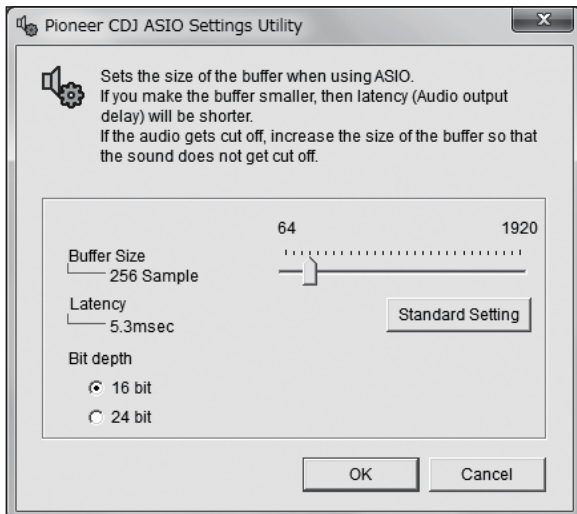 Pioneer CDJ ASIO Settings Utility
Sets the size of the buffer when using ASIO.
If you make the buffer smaller, then latency (Audio output
delay) will be shorter.
If the audio gets cut off, increase the size of the buffer so that
the sound does not get cut off.
64 1920
Buffer Size
256 Sample
Latency
5.3msec
Standard Setting
Bit depth
16 bit
24 bit
OK Cancel